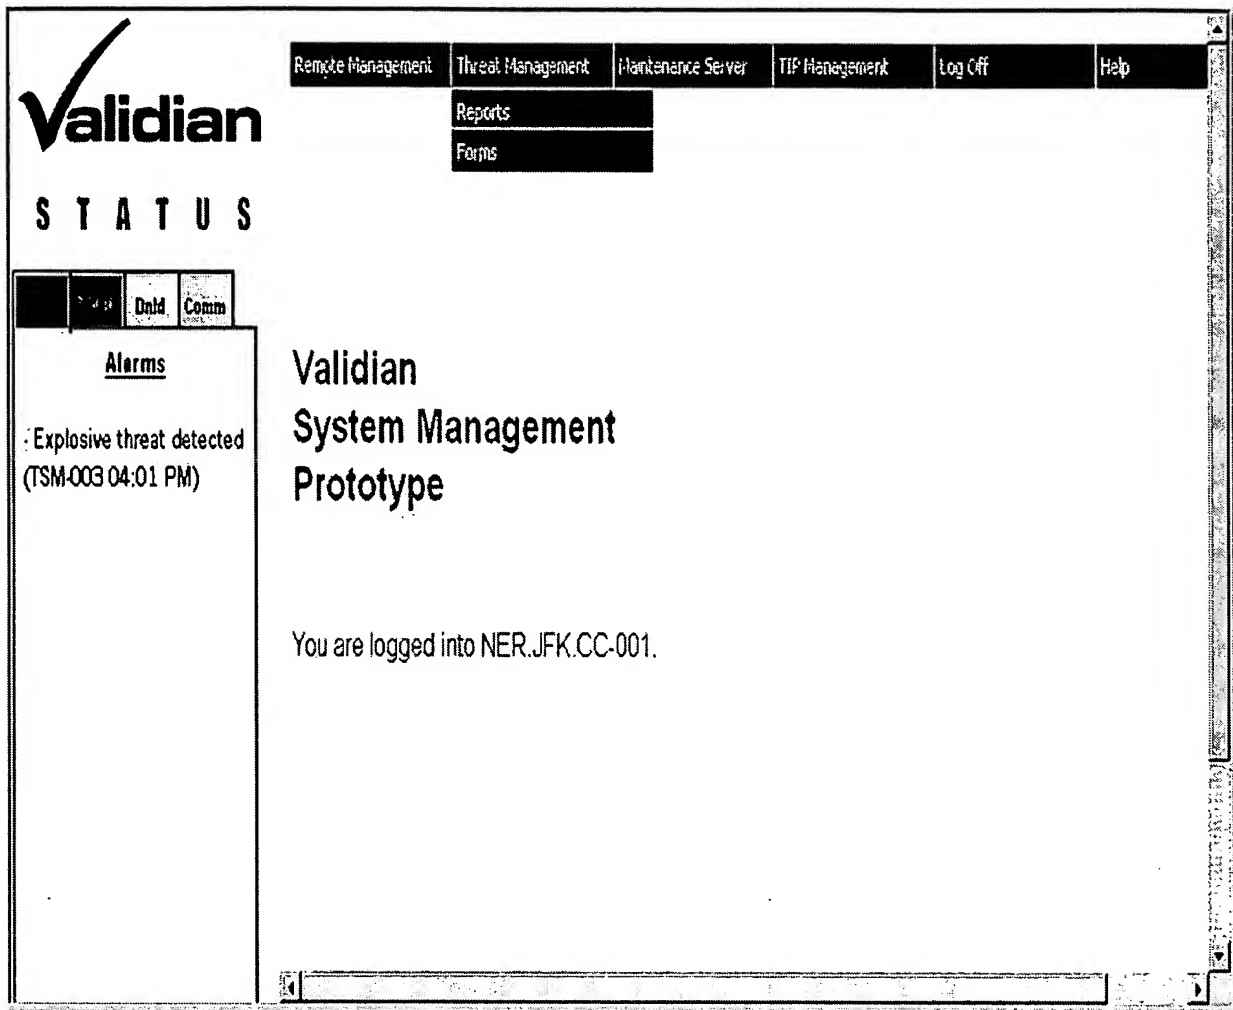 Validian
Remote Management Threat Management Maintenance Server TIP Management Log Off Help
Reports
Forms
STATUS
Dnld Comm
Alarms
Explosive threat detected
(TSM-003 04:01 PM)
Validian
System Management
Prototype
You are logged into NER.JFK.CC-001.